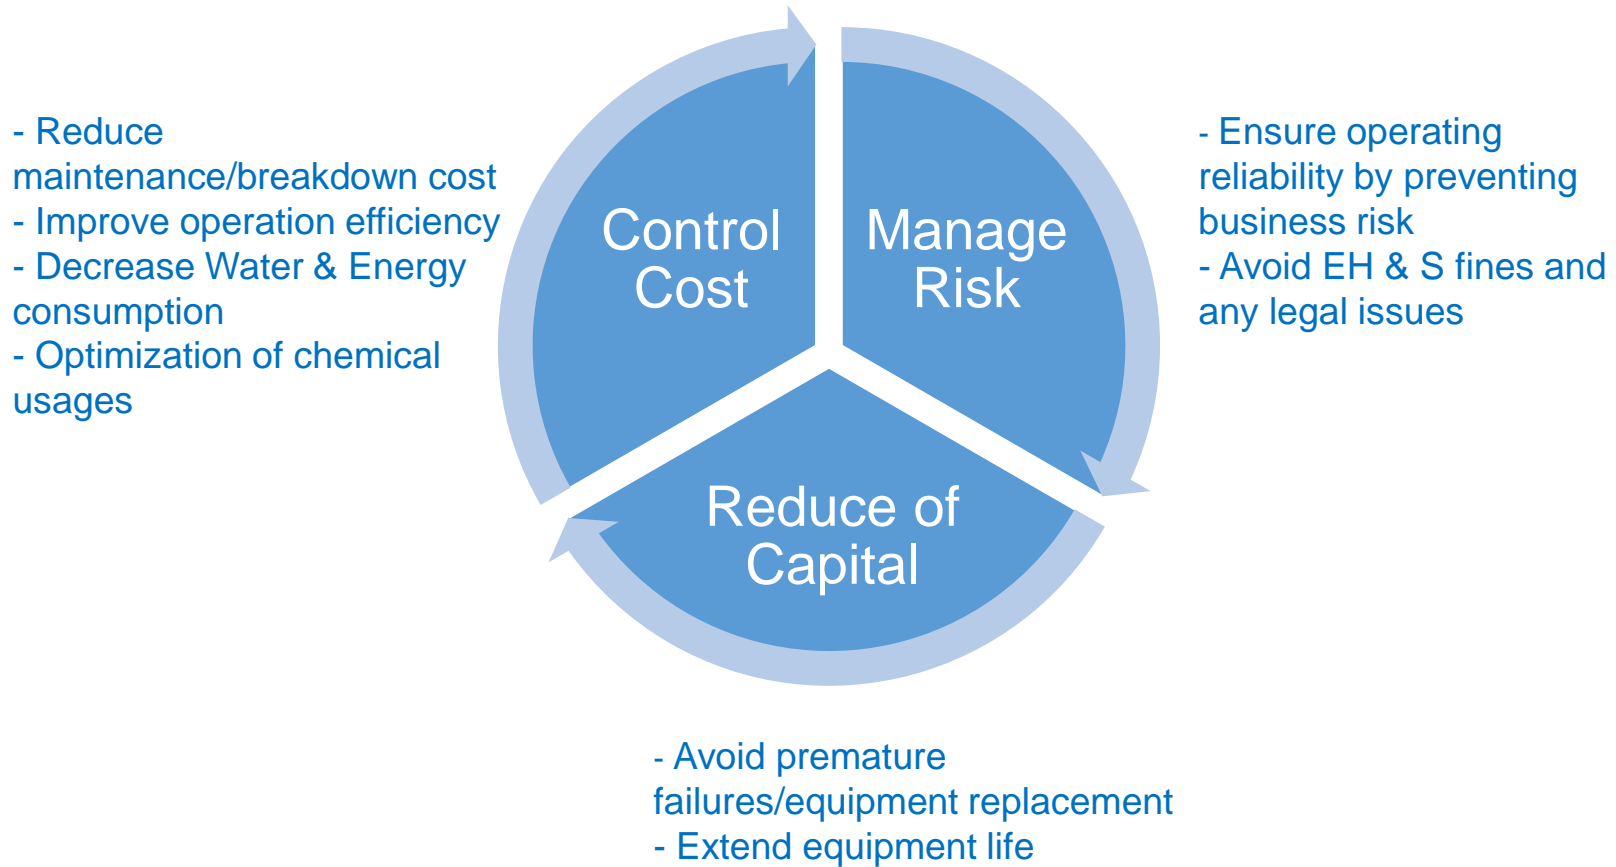 - Reduce
maintenance/breakdown cost
- Improve operation efficiency
- Decrease Water & Energy
consumption
- Optimization of chemical
usages
Control
Cost
Manage
Risk
- Ensure operating
reliability by preventing
business risk
- Avoid EH & S fines and
any legal issues
Reduce of
Capital
- Avoid premature
failures/equipment replacement
- Extend equipment life